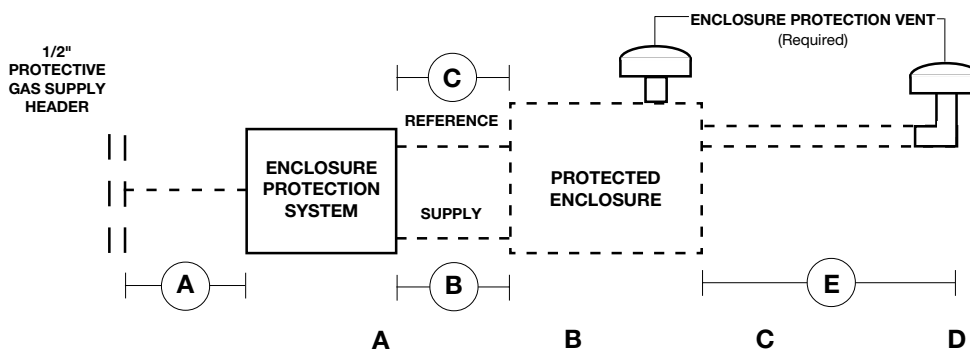 ENCLOSURE PROTECTION VENT
(Required)
1/2"
PROTECTIVE
GAS SUPPLY
HEADER
C
REFERENCE
ENCLOSURE
PROTECTION
SYSTEM
PROTECTED
ENCLOSURE
SUPPLY
A
B
E
A B C D